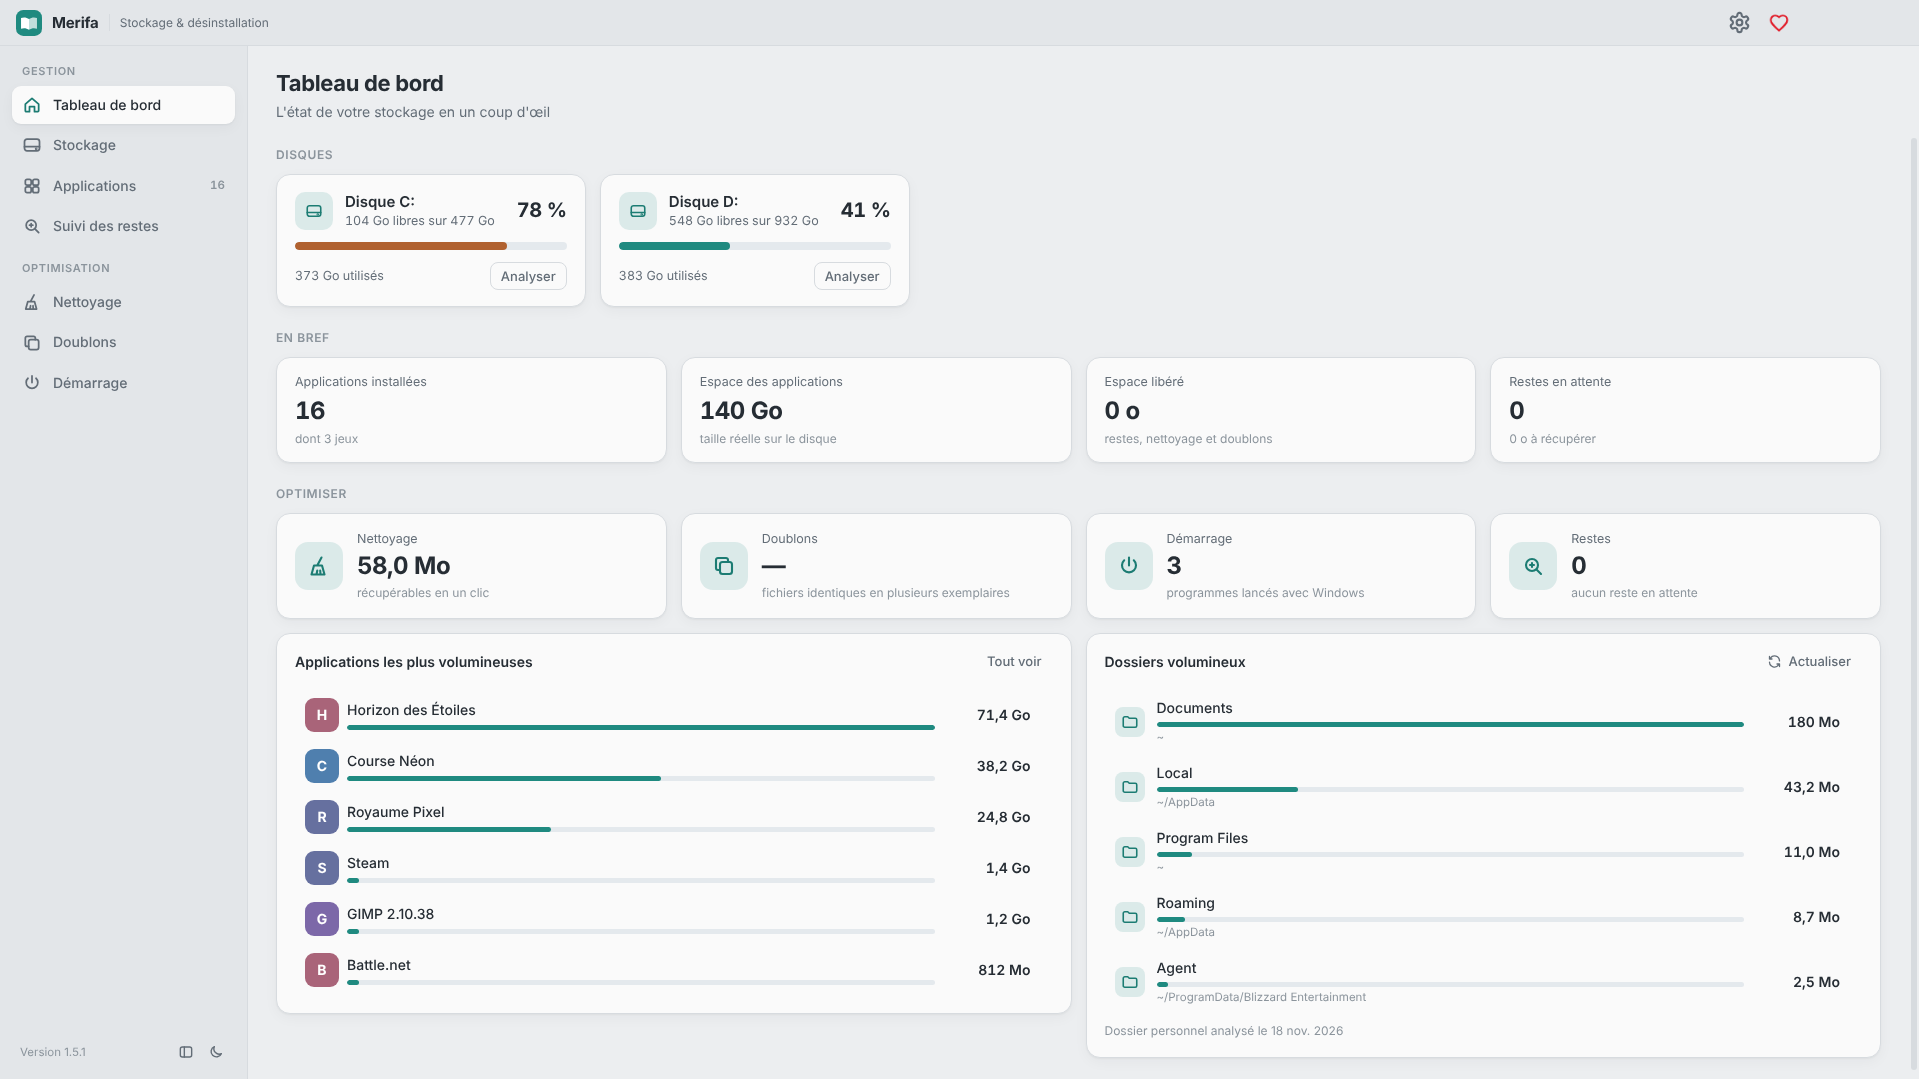 Merifa
Stockage & désinstallation
GESTION
Tableau de bord
Stockage
Applications 16
Suivi des restes
OPTIMISATION
Nettoyage
Doublons
Démarrage
Version 1.5.1
Tableau de bord
L'état de votre stockage en un coup d'œil
DISQUES
Disque C:
104 Go libres sur 477 Go
78 %
373 Go utilisés
Analyser
Disque D:
548 Go libres sur 932 Go
41 %
383 Go utilisés
Analyser
EN BREF
Applications installées
16
dont 3 jeux
Espace des applications
140 Go
taille réelle sur le disque
Espace libéré
0 o
restes, nettoyage et doublons
Restes en attente
0
0 o à récupérer
OPTIMISER
Nettoyage
58,0 Mo
récupérables en un clic
Doublons
—
fichiers identiques en plusieurs exemplaires
Démarrage
3
programmes lancés avec Windows
Restes
0
aucun reste en attente
Applications les plus volumineuses
Tout voir
H Horizon des Étoiles 71,4 Go
C Course Néon 38,2 Go
R Royaume Pixel 24,8 Go
S Steam 1,4 Go
G GIMP 2.10.38 1,2 Go
B Battle.net 812 Mo
Dossiers volumineux
Actualiser
Documents 180 Mo
~
Local 43,2 Mo
~/AppData
Program Files 11,0 Mo
~
Roaming 8,7 Mo
~/AppData
Agent 2,5 Mo
~/ProgramData/Blizzard Entertainment
Dossier personnel analysé le 18 nov. 2026